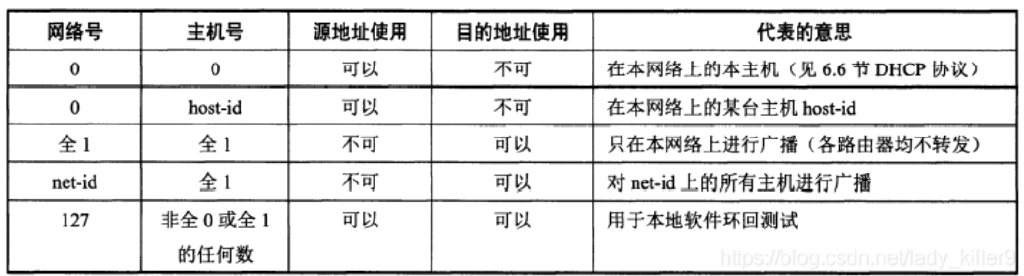 网络号 主机号 源地址使用 目的地址使用 代表的意思
0 0 可以 不可 在本网络上的本主机（见 6.6 节 DHCP 协议）
0 host-id 可以 不可 在本网络上的某台主机 host-id
全 1 全 1 不可 可以 只在本网络上进行广播（各路由器均不转发）
net-id 全 1 不可 可以 对 net-id 上的所有主机进行广播
127 非全 0 或全 1 可以 可以 用于本地软件环回测试
的任何数
https://blog.csdn.net/lady_killer9